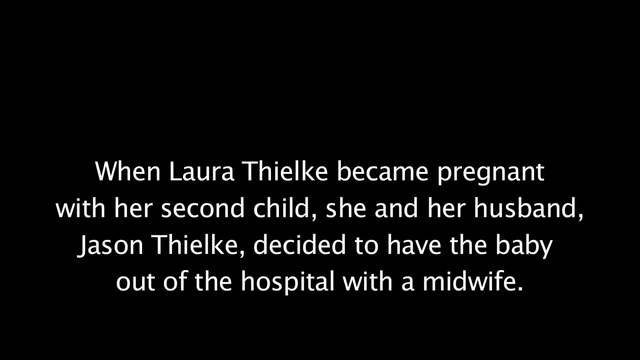 When Laura Thielke became pregnant
with her second child, she and her husband,
Jason Thielke, decided to have the baby
out of the hospital with a midwife.